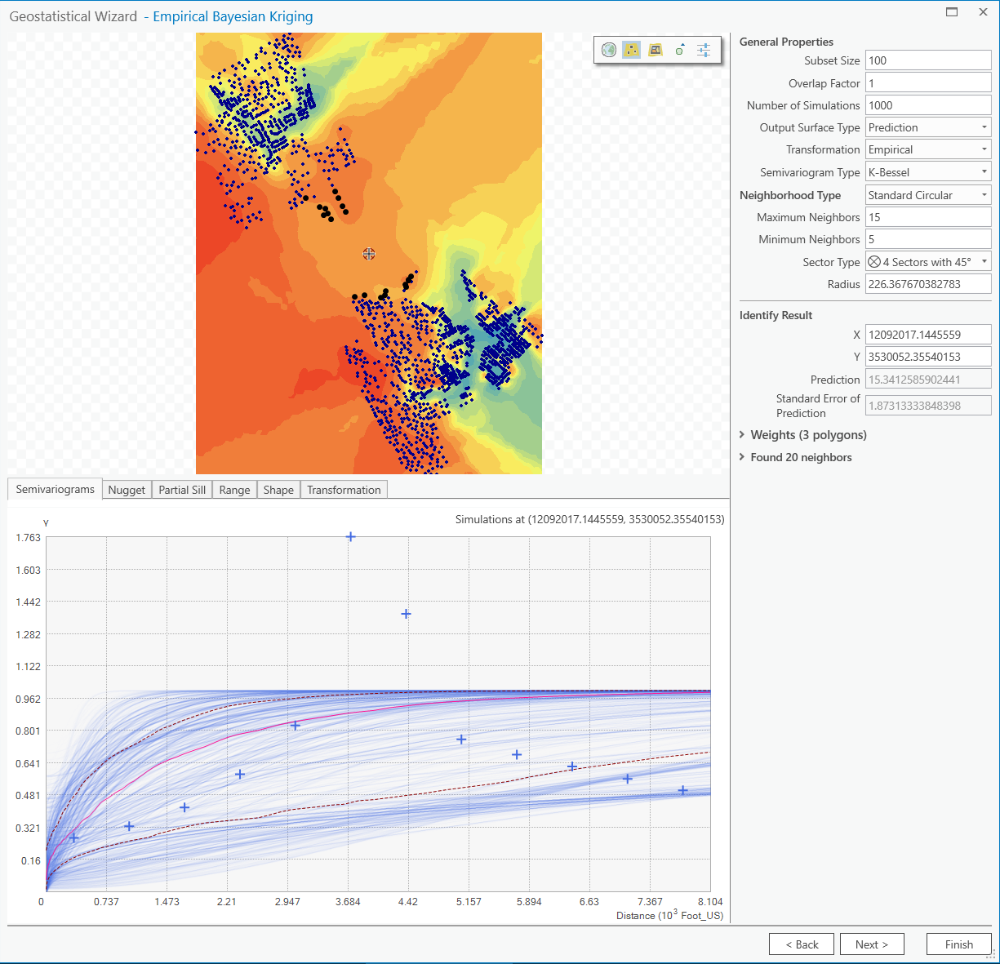 Geostatistical Wizard - Empirical Bayesian Kriging
General Properties
Subset Size 100
Overlap Factor 1
Number of Simulations 1000
Output Surface Type Prediction
Transformation Empirical
Semivariogram Type K-Bessel
Neighborhood Type Standard Circular
Maximum Neighbors 15
Minimum Neighbors 5
Sector Type 4 Sectors with 45°
Radius 226.367670382783
Identify Result
X 12092017.1445559
Y 3530052.35540153
Prediction 15.3412585902441
Standard Error of
Prediction 1.87313333848398
Weights (3 polygons)
Found 20 neighbors
Semivariograms Nugget Partial Sill Range Shape Transformation
γ
Simulations at (12092017.1445559, 3530052.35540153)
1.763
1.603
1.442
1.282
1.122
0.962
0.801
0.641
0.481
0.321
0.16
0 0.737 1.473 2.21 2.947 3.684 4.42 5.157 5.894 6.63 7.367 8.104
Distance (10³ Foot_US)
< Back Next > Finish